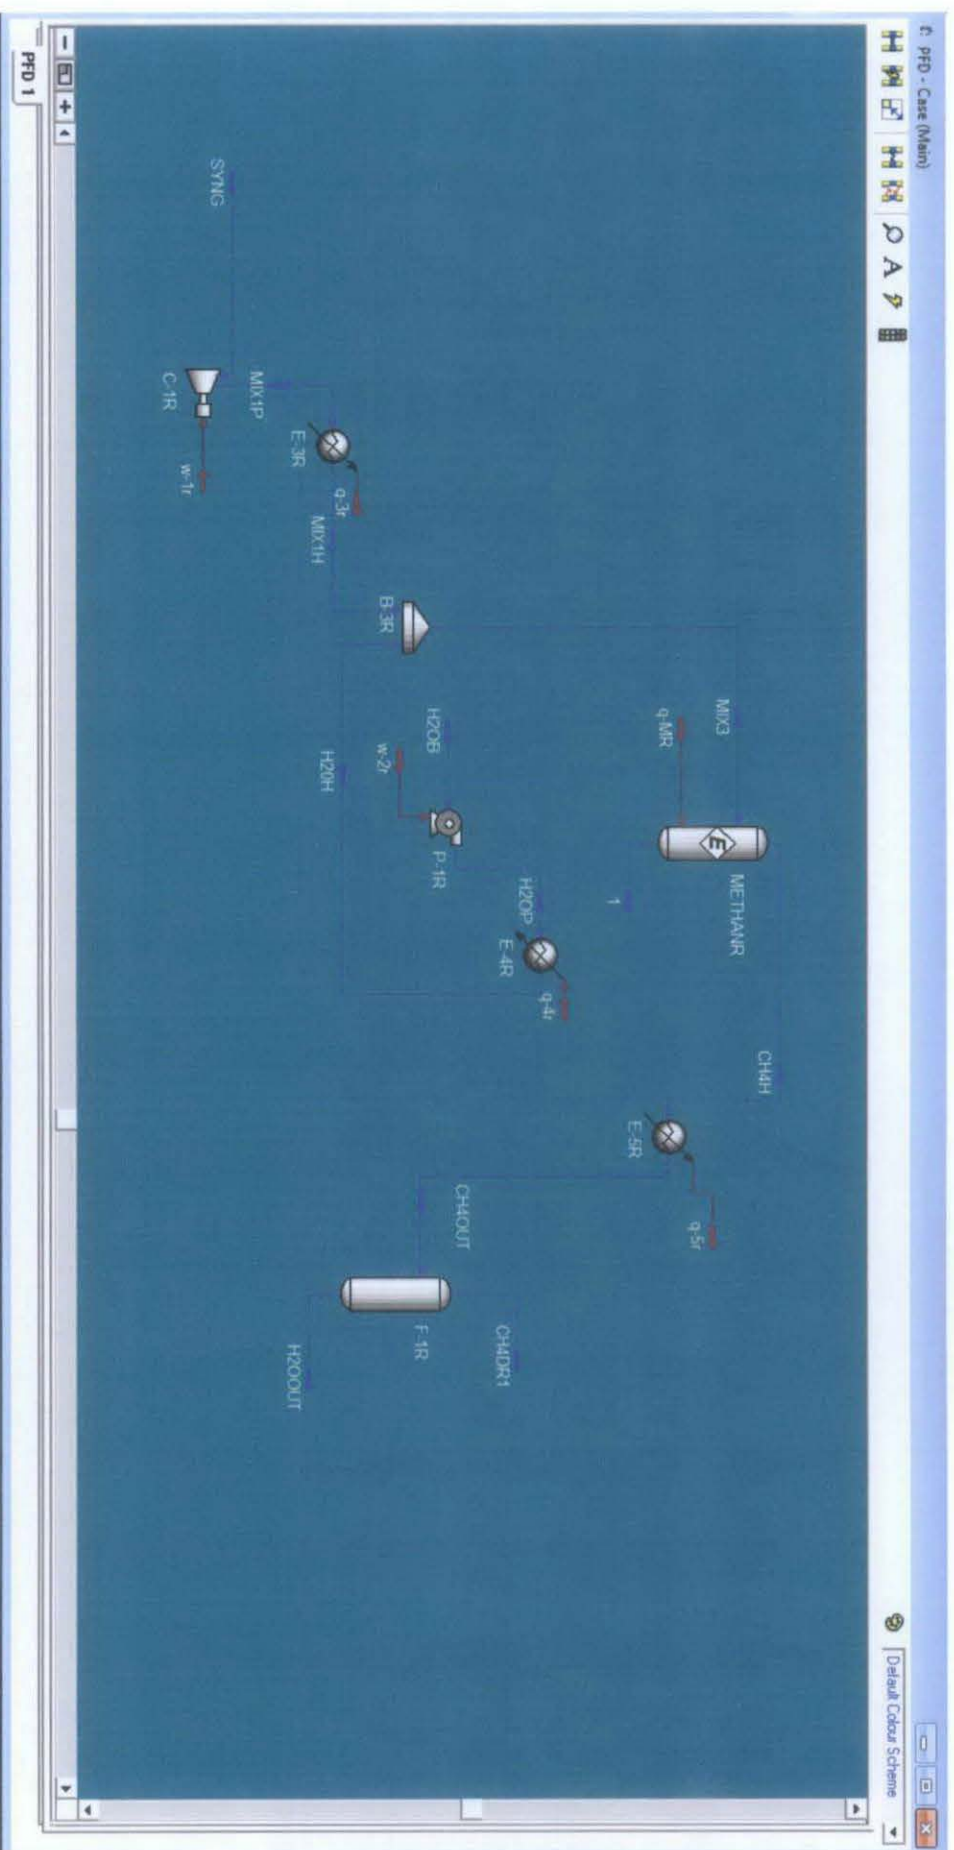 PFD - Case (Main)
A
Default Colour Scheme
MIX3
q-MR
METHANR
CH4H
1
q-5r
E-5R
H2OP
E-4R
q-4r
CH4DR1
CH4OUT
F-1R
H2OB
P-1R
w-2r
B-3R
H20H
H2OOUT
q-3r
MIX1H
E-3R
MIX1P
SYNG
C-1R
w-1r
PFD 1